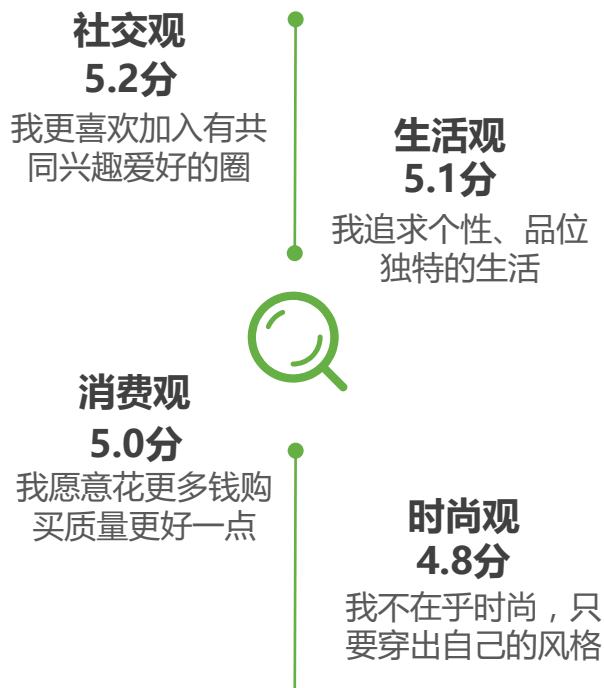 社交观
5.2分
我更喜欢加入有共
同兴趣爱好的圈
生活观
5.1分
我追求个性、品位
独特的生活
消费观
5.0分
我愿意花更多钱购
买质量更好一点
时尚观
4.8分
我不在乎时尚，只
要穿出自己的风格